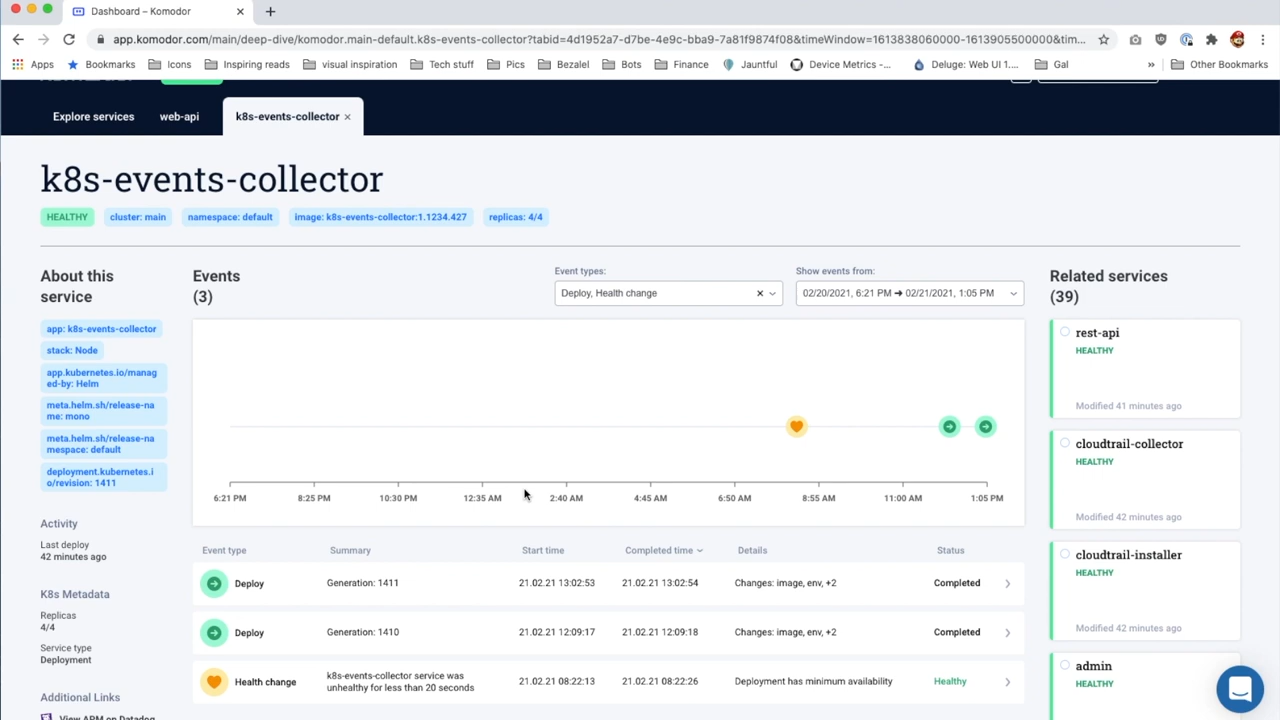 Dashboard – Komodor
app.komodor.com/main/deep-dive/komodor.main-default.k8s-events-collector?tabid=4d1952a7-d7be-4e9c-bba9-7a81f9874f08&timeWindow=1613838060000-1613905500000&tim...
Apps Bookmarks Icons Inspiring reads visual inspiration Tech stuff Pics Bezalel Bots Finance Jauntful Device Metrics -... Deluge: Web UI 1.... Gal » Other Bookmarks
Explore services web-api k8s-events-collector ×
k8s-events-collector
HEALTHY cluster: main namespace: default image: k8s-events-collector:1.1234.427 replicas: 4/4
About this
service
app: k8s-events-collector
stack: Node
app.kubernetes.io/manag
ed-by: Helm
meta.helm.sh/release-na
me: mono
meta.helm.sh/release-na
mespace: default
deployment.kubernetes.i
o/revision: 1411
Activity
Last deploy
42 minutes ago
K8s Metadata
Replicas
4/4
Service type
Deployment
Additional Links
View APM on Datadog
Events
(3)
Event types:
Deploy, Health change
Show events from:
02/20/2021, 6:21 PM ➔ 02/21/2021, 1:05 PM
6:21 PM 8:25 PM 10:30 PM 12:35 AM 2:40 AM 4:45 AM 6:50 AM 8:55 AM 11:00 AM 1:05 PM
Event type Summary Start time Completed time Details Status
Deploy Generation: 1411 21.02.21 13:02:53 21.02.21 13:02:54 Changes: image, env, +2 Completed
Deploy Generation: 1410 21.02.21 12:09:17 21.02.21 12:09:18 Changes: image, env, +2 Completed
Health change k8s-events-collector service was
unhealthy for less than 20 seconds 21.02.21 08:22:13 21.02.21 08:22:26 Deployment has minimum availability Healthy
Related services
(39)
rest-api
HEALTHY
Modified 41 minutes ago
cloudtrail-collector
HEALTHY
Modified 42 minutes ago
cloudtrail-installer
HEALTHY
Modified 42 minutes ago
admin
HEALTHY